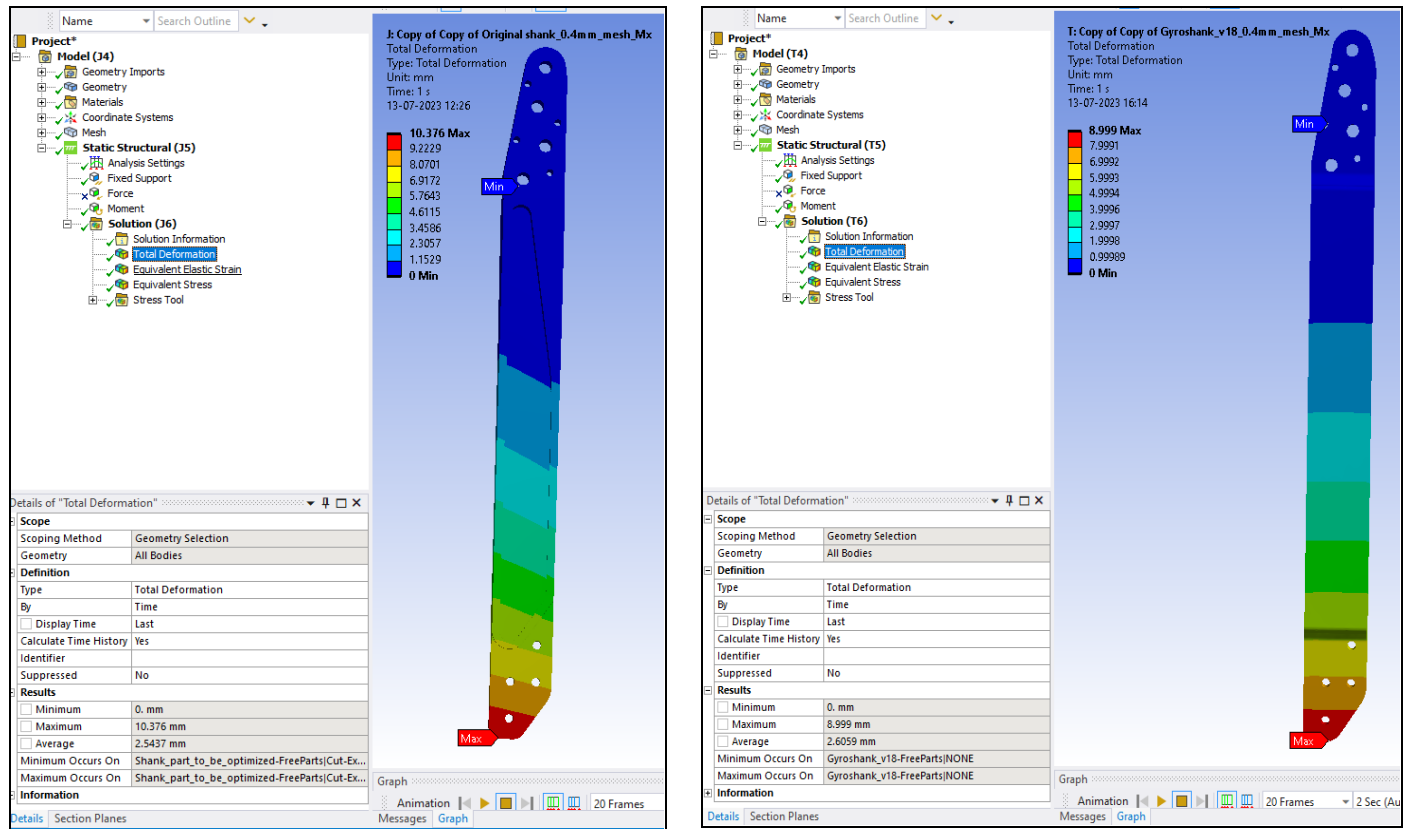 Name
Search Outline
Project*
Model (J4)
Geometry Imports
Geometry
Materials
Coordinate Systems
Mesh
Static Structural (J5)
Analysis Settings
Fixed Support
Force
Moment
Solution (J6)
Solution Information
Total Deformation
Equivalent Elastic Strain
Equivalent Stress
Stress Tool
Details of "Total Deformation"
Scope
Scoping Method Geometry Selection
Geometry All Bodies
Definition
Type Total Deformation
By Time
Display Time Last
Calculate Time History Yes
Identifier
Suppressed No
Results
Minimum 0. mm
Maximum 10.376 mm
Average 2.5437 mm
Minimum Occurs On Shank_part_to_be_optimized-FreeParts|Cut-Ex...
Maximum Occurs On Shank_part_to_be_optimized-FreeParts|Cut-Ex...
Information
Details Section Planes
J: Copy of Copy of Original shank_0.4mm_mesh_Mx
Total Deformation
Type: Total Deformation
Unit: mm
Time: 1 s
13-07-2023 12:26
10.376 Max
9.2229
8.0701
6.9172
5.7643
4.6115
3.4586
2.3057
1.1529
0 Min
Min
Max
Graph
Animation 20 Frames
Messages Graph
Name
Search Outline
Project*
Model (T4)
Geometry Imports
Geometry
Materials
Coordinate Systems
Mesh
Static Structural (T5)
Analysis Settings
Fixed Support
Force
Moment
Solution (T6)
Solution Information
Total Deformation
Equivalent Elastic Strain
Equivalent Stress
Stress Tool
Details of "Total Deformation"
Scope
Scoping Method Geometry Selection
Geometry All Bodies
Definition
Type Total Deformation
By Time
Display Time Last
Calculate Time History Yes
Identifier
Suppressed No
Results
Minimum 0. mm
Maximum 8.999 mm
Average 2.6059 mm
Minimum Occurs On Gyroshank_v18-FreeParts|NONE
Maximum Occurs On Gyroshank_v18-FreeParts|NONE
Information
Details Section Planes
T: Copy of Copy of Gyroshank_v18_0.4mm_mesh_Mx
Total Deformation
Type: Total Deformation
Unit: mm
Time: 1 s
13-07-2023 16:14
8.999 Max
7.9991
6.9992
5.9993
4.9994
3.9996
2.9997
1.9998
0.99989
0 Min
Min
Max
Graph
Animation 20 Frames 2 Sec (Au
Messages Graph